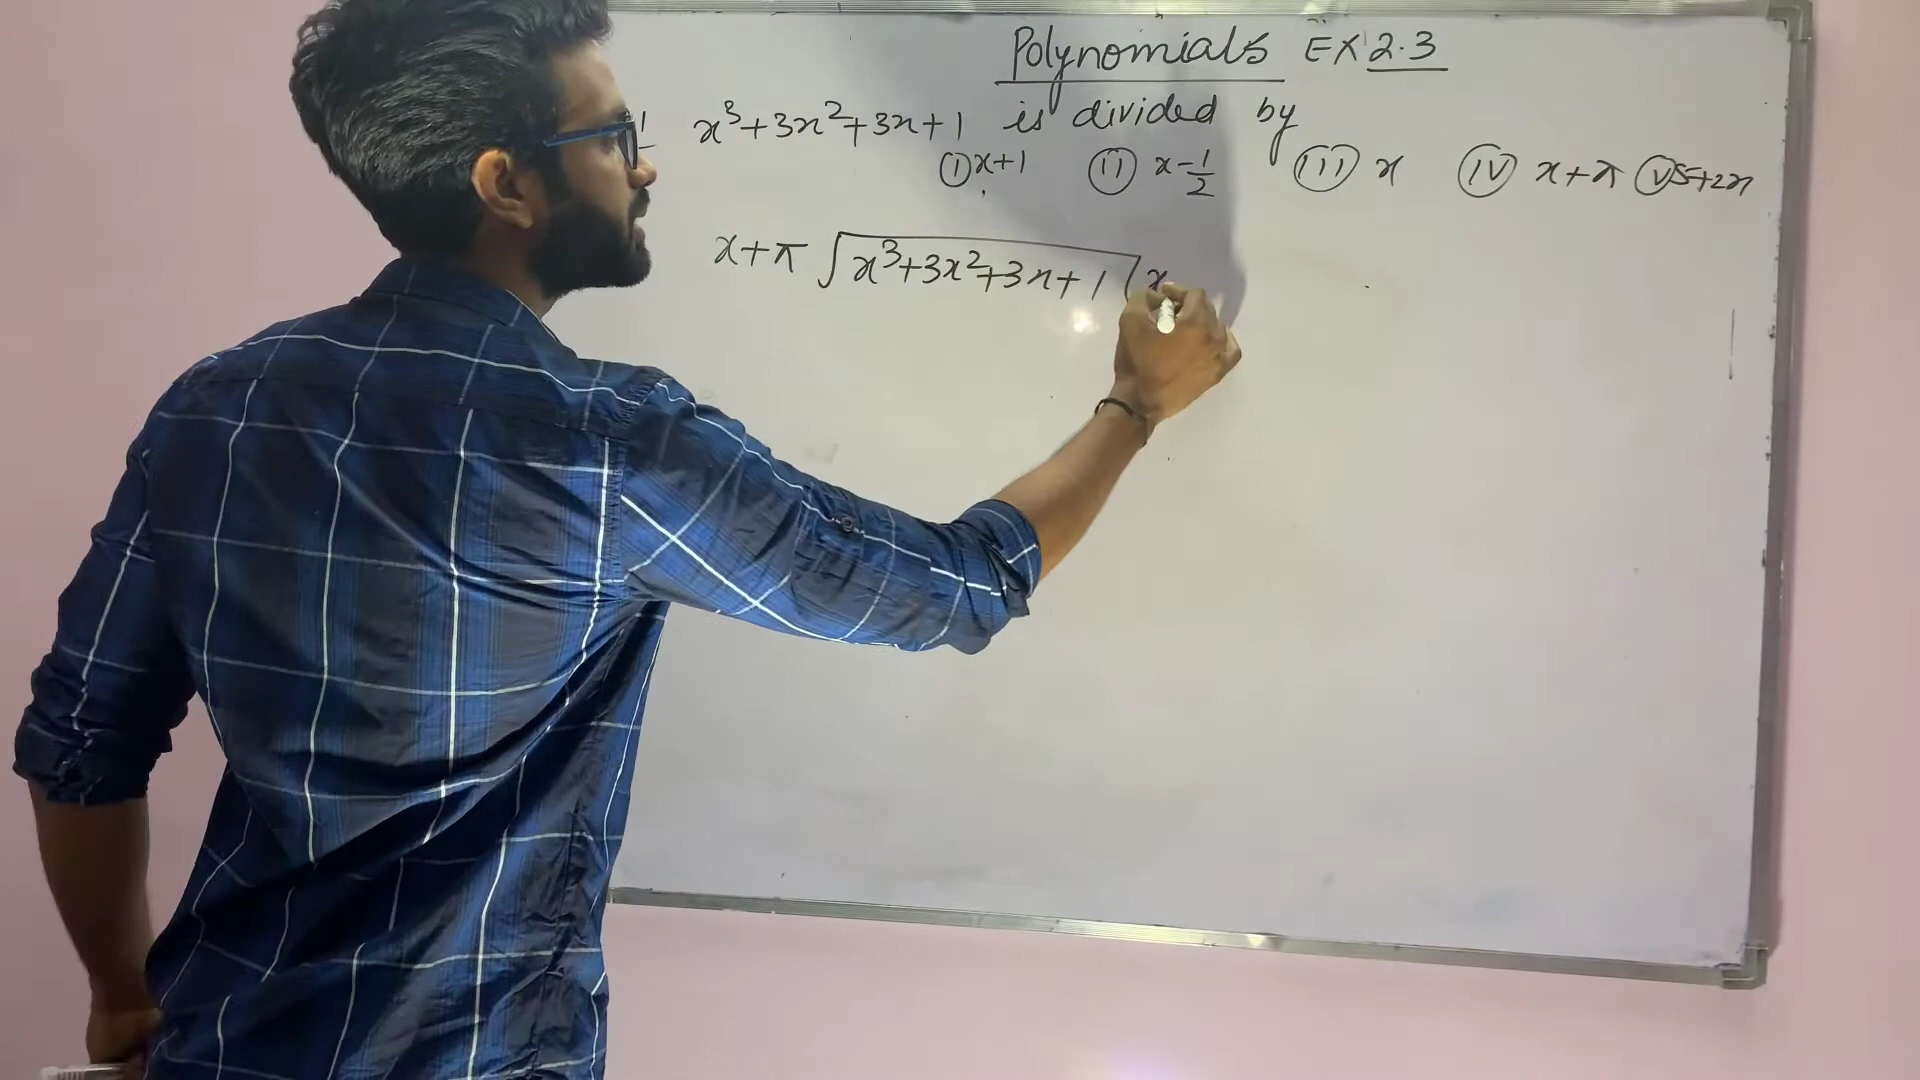 Polynomials EX 2.3
1 x³+3x²+3x+1 is divided by
(i) x+1 (ii) x-1/2 (iii) x (iv) x+π (v) 5+2x
x+π √x³+3x²+3x+1 ( x